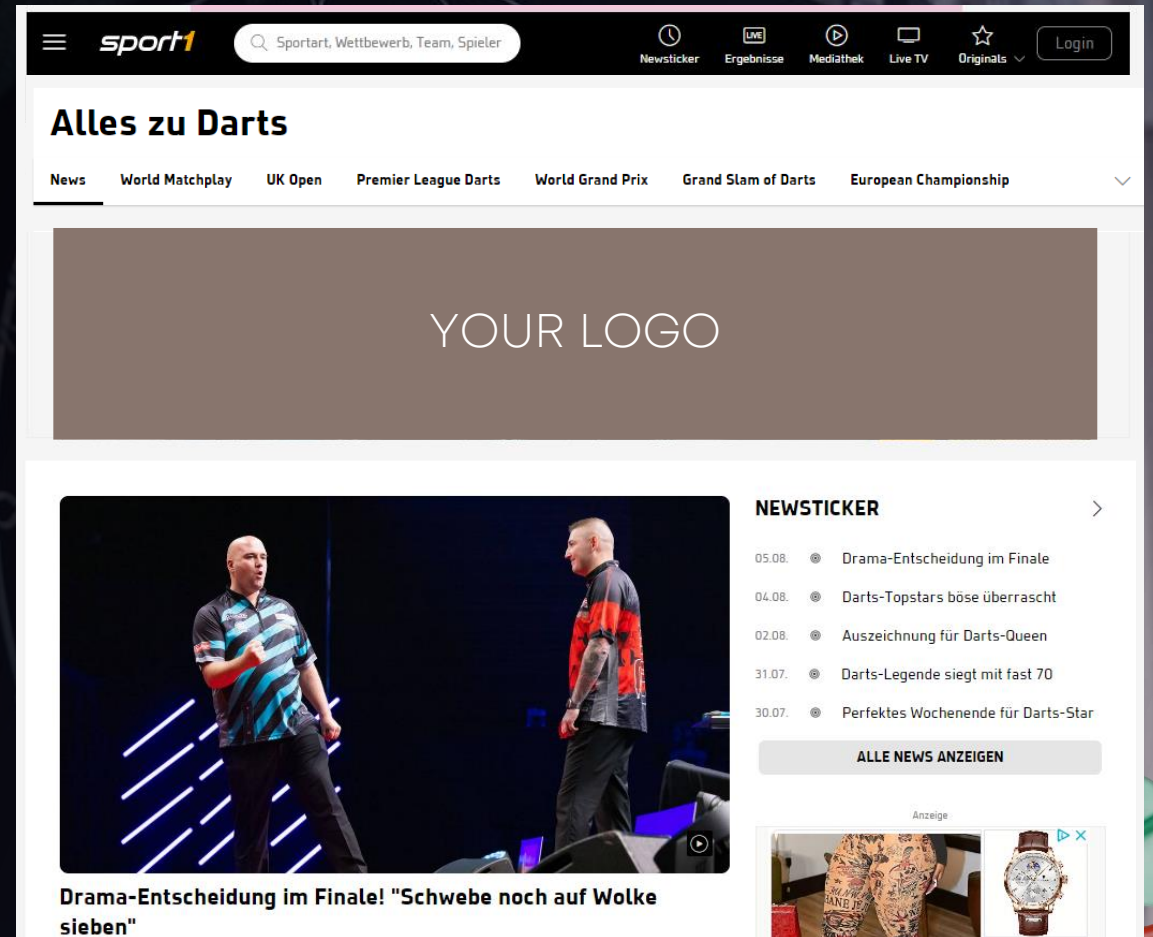 sport1
Sportart, Wettbewerb, Team, Spieler
Newsticker
LIVE
Ergebnisse
Mediathek
Live TV
Originals
Login
Alles zu Darts
News
World Matchplay
UK Open
Premier League Darts
World Grand Prix
Grand Slam of Darts
European Championship
YOUR LOGO
NEWSTICKER
05.08. Drama-Entscheidung im Finale
04.08. Darts-Topstars böse überrascht
02.08. Auszeichnung für Darts-Queen
31.07. Darts-Legende siegt mit fast 70
30.07. Perfektes Wochenende für Darts-Star
ALLE NEWS ANZEIGEN
Anzeige
Drama-Entscheidung im Finale! "Schwebe noch auf Wolke
sieben"